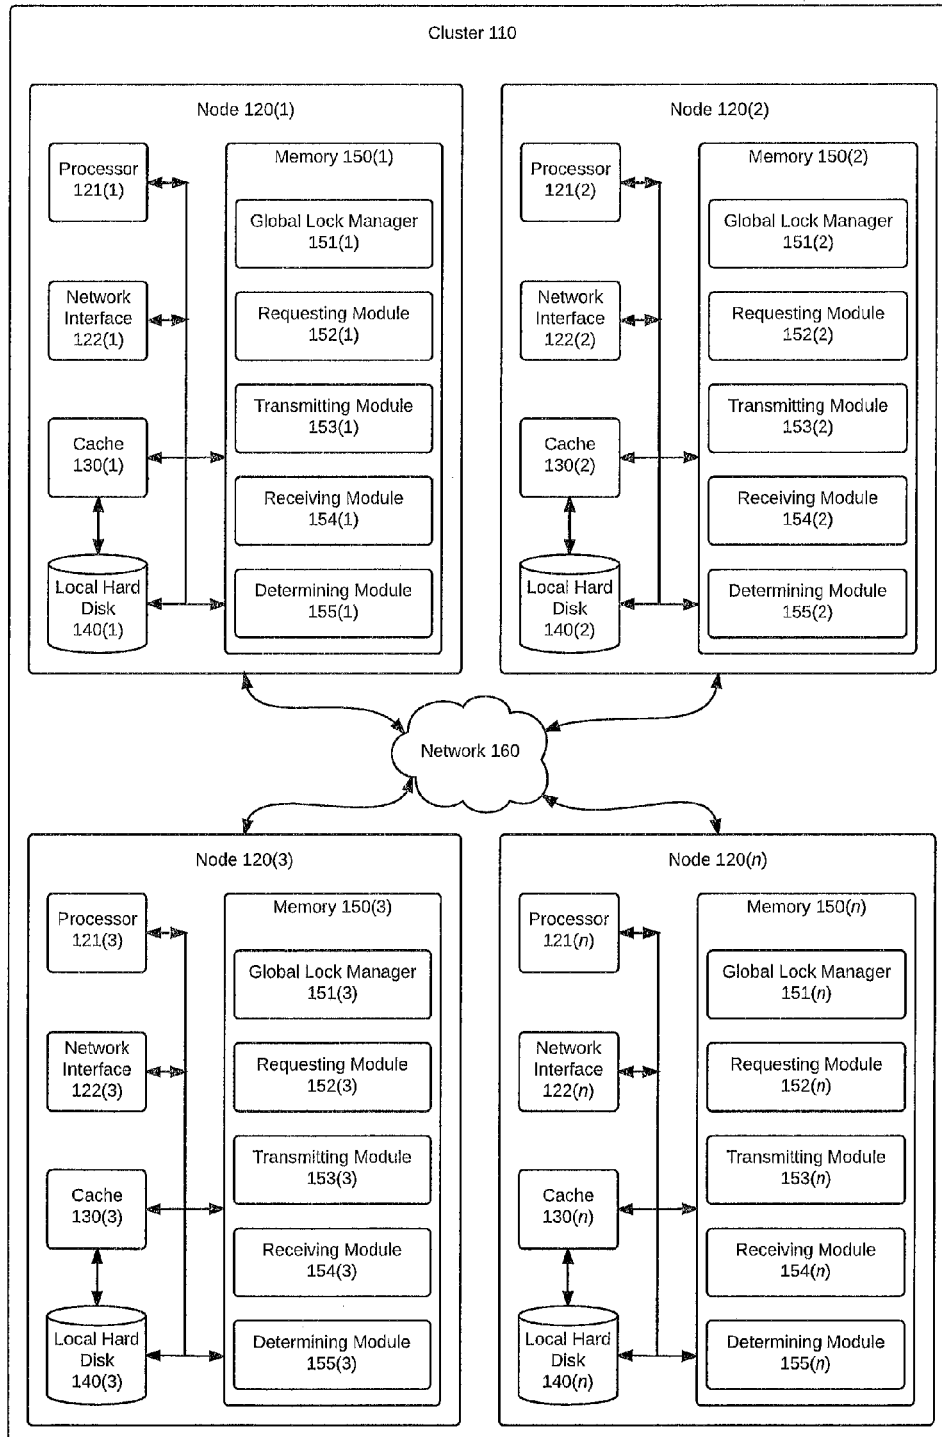 Cluster 110
Node 120(1)
Processor
121(1)
Network
Interface
122(1)
Cache
130(1)
Local Hard
Disk
140(1)
Memory 150(1)
Global Lock Manager
151(1)
Requesting Module
152(1)
Transmitting Module
153(1)
Receiving Module
154(1)
Determining Module
155(1)
Node 120(2)
Processor
121(2)
Network
Interface
122(2)
Cache
130(2)
Local Hard
Disk
140(2)
Memory 150(2)
Global Lock Manager
151(2)
Requesting Module
152(2)
Transmitting Module
153(2)
Receiving Module
154(2)
Determining Module
155(2)
Network 160
Node 120(3)
Processor
121(3)
Network
Interface
122(3)
Cache
130(3)
Local Hard
Disk
140(3)
Memory 150(3)
Global Lock Manager
151(3)
Requesting Module
152(3)
Transmitting Module
153(3)
Receiving Module
154(3)
Determining Module
155(3)
Node 120(n)
Processor
121(n)
Network
Interface
122(n)
Cache
130(n)
Local Hard
Disk
140(n)
Memory 150(n)
Global Lock Manager
151(n)
Requesting Module
152(n)
Transmitting Module
153(n)
Receiving Module
154(n)
Determining Module
155(n)